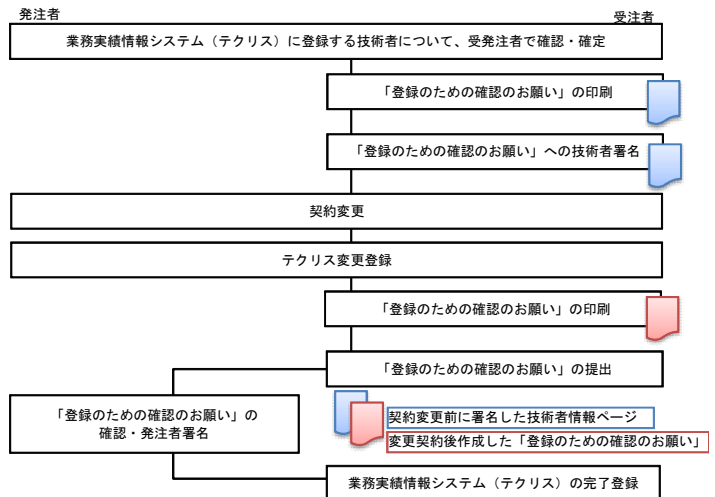 発注者
受注者
業務実績情報システム（テクリス）に登録する技術者について、受発注者で確認・確定
「登録のための確認のお願い」の印刷
「登録のための確認のお願い」への技術者署名
契約変更
テクリス変更登録
「登録のための確認のお願い」の印刷
「登録のための確認のお願い」の提出
「登録のための確認のお願い」の
確認・発注者署名
契約変更前に署名した技術者情報ページ
変更契約後作成した「登録のための確認のお願い」
業務実績情報システム（テクリス）の完了登録